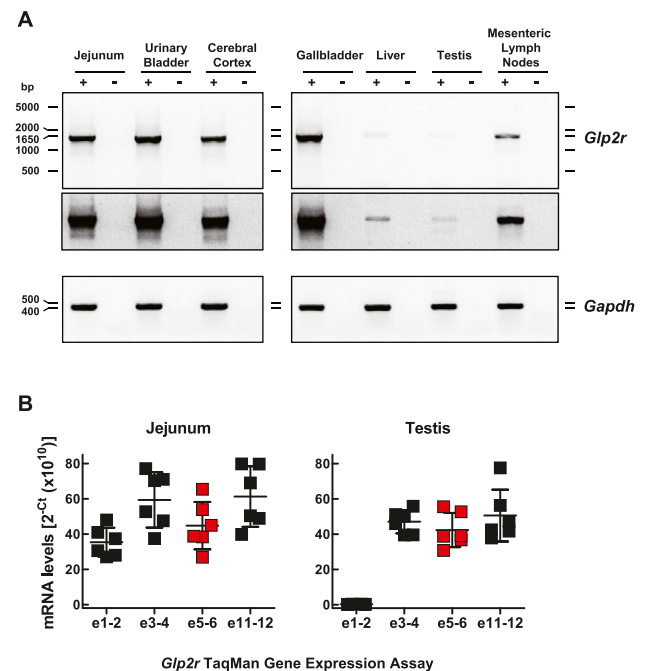 A
Jejunum
Urinary Bladder
Cerebral Cortex
Gallbladder
Liver
Testis
Mesenteric Lymph Nodes
bp
+ - + - + - + - + - + - + -
5000
2000
1650
1000
500
Glp2r
500
400
Gapdh
B
Jejunum
Testis
mRNA levels [2^-Ct (x10^10)]
80
60
40
20
0
e1-2 e3-4 e5-6 e11-12
80
60
40
20
0
e1-2 e3-4 e5-6 e11-12
Glp2r TaqMan Gene Expression Assay